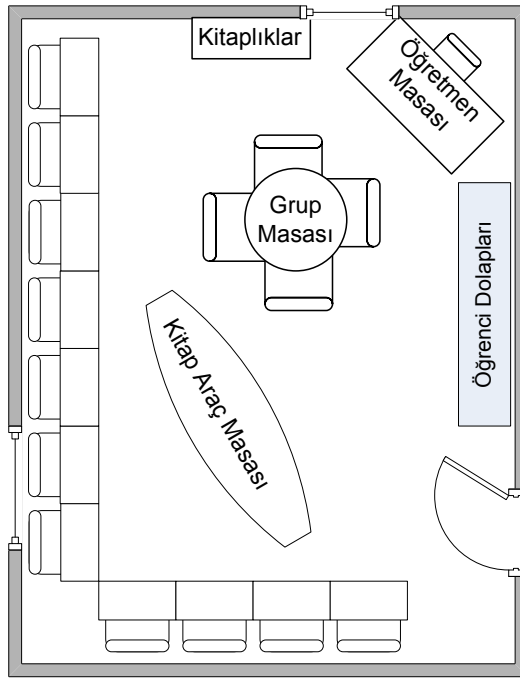 Kitaplıklar
Öğretmen
Masası
Grup
Masası
Öğrenci Dolapları
Kitap Araç Masası